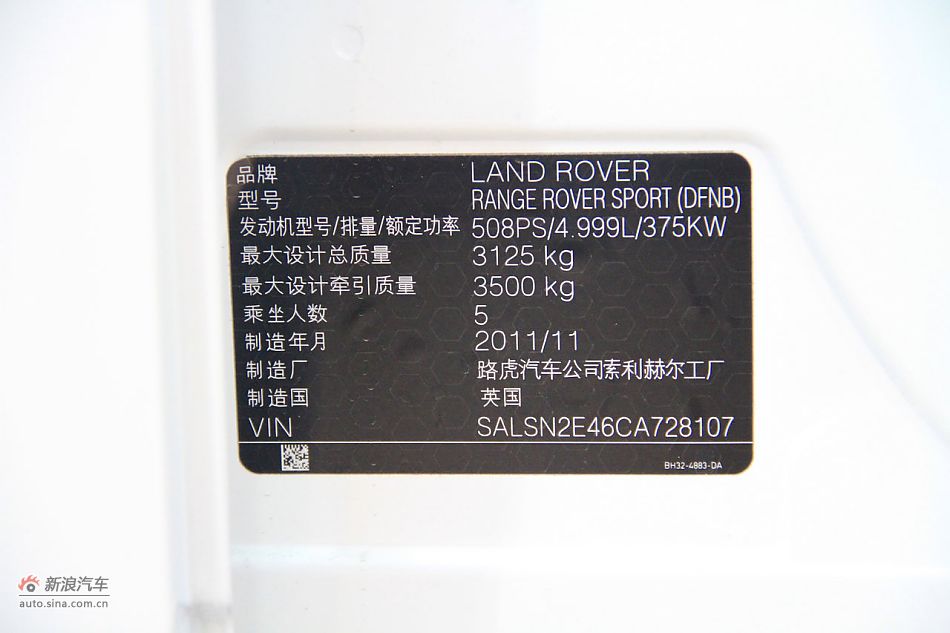 品牌 LAND ROVER
型号 RANGE ROVER SPORT (DFNB)
发动机型号/排量/额定功率 508PS/4.999L/375KW
最大设计总质量 3125 kg
最大设计牵引质量 3500 kg
乘坐人数 5
制造年月 2011/11
制造厂 路虎汽车公司索利赫尔工厂
制造国 英国
VIN SALSN2E46CA728107
BH32-4883-DA
新浪汽车
auto.sina.com.cn